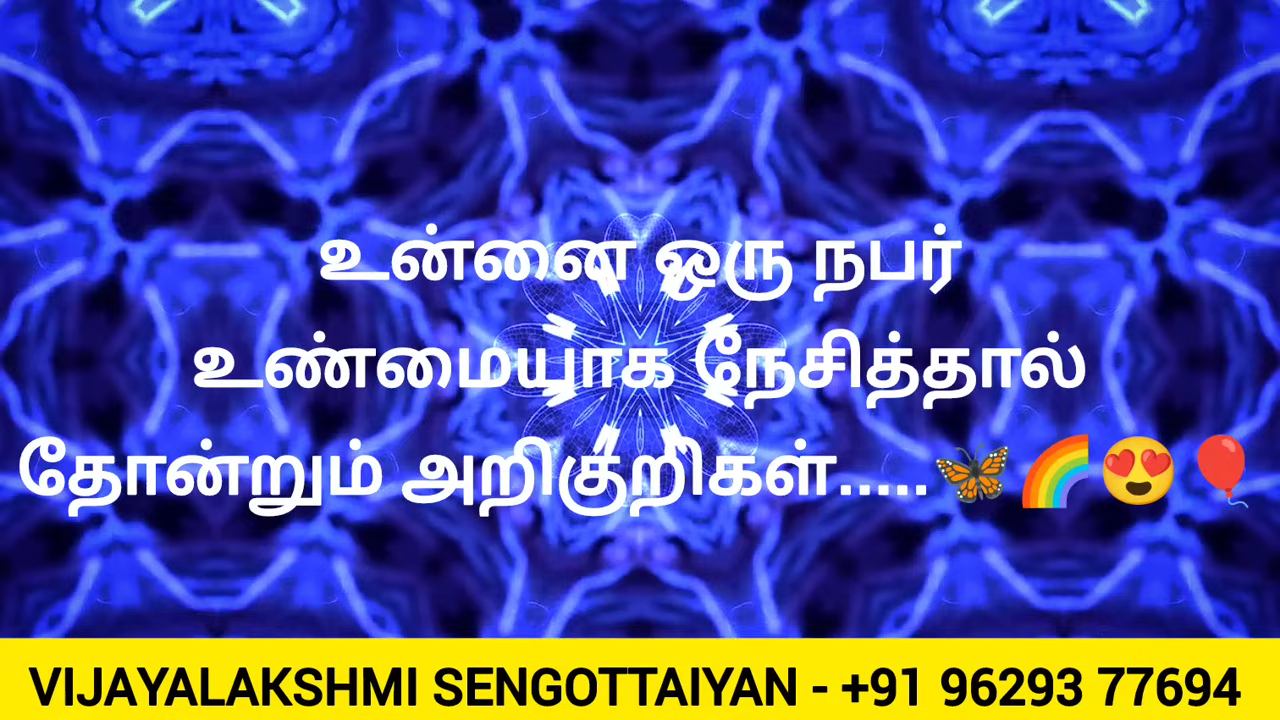 உன்னை ஒரு நபர்
உண்மையாக நேசித்தால்
தோன்றும் அறிகுறிகள்.....🦋🌈😍🎈
VIJAYALAKSHMI SENGOTTAIYAN - +91 96293 77694